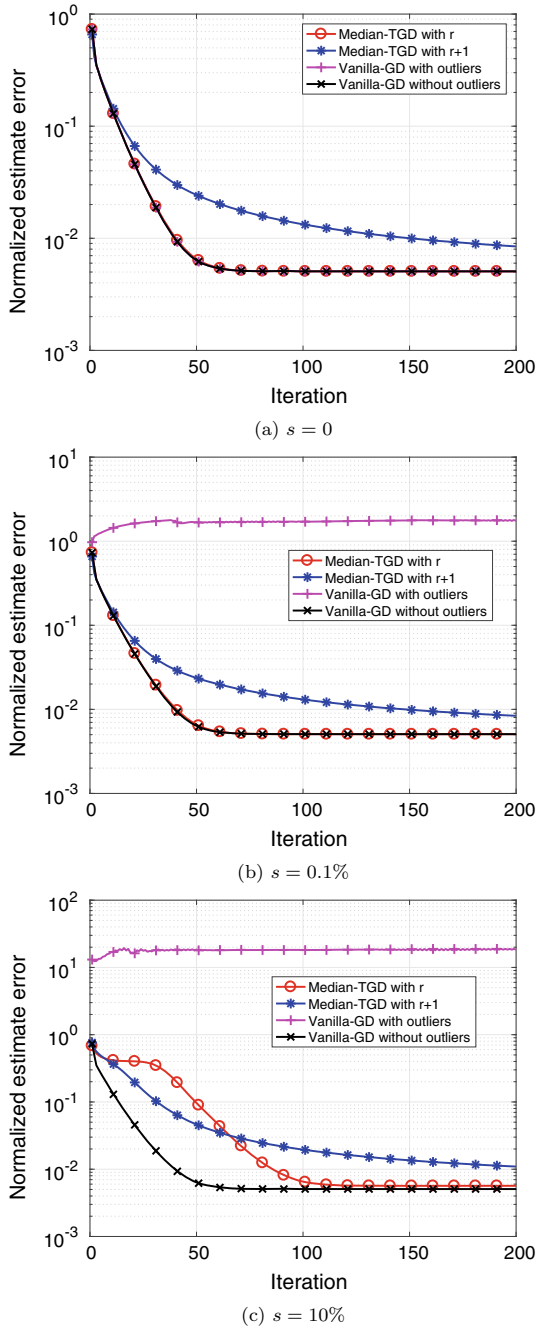 10^0
Median-TGD with r
Median-TGD with r+1
Vanilla-GD with outliers
Vanilla-GD without outliers
10^-1
10^-2
10^-3
Normalized estimate error
0 50 100 150 200
Iteration
(a) s = 0
10^1
10^0
Median-TGD with r
Median-TGD with r+1
Vanilla-GD with outliers
Vanilla-GD without outliers
10^-1
10^-2
10^-3
Normalized estimate error
0 50 100 150 200
Iteration
(b) s = 0.1%
10^2
10^1
Median-TGD with r
Median-TGD with r+1
Vanilla-GD with outliers
Vanilla-GD without outliers
10^0
10^-1
10^-2
10^-3
Normalized estimate error
0 50 100 150 200
Iteration
(c) s = 10%